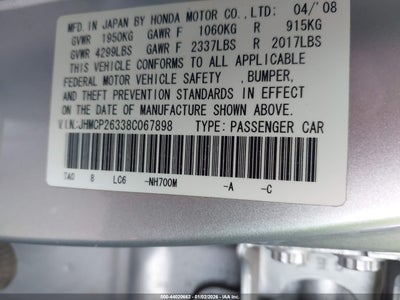 MFD. IN JAPAN BY HONDA MOTOR CO., LTD. 04/'08
GVWR 1950KG GAWR F 1060KG R 915KG
GVWR 4299LBS GAWR F 2337LBS R 2017LBS
THIS VEHICLE CONFORMS TO ALL APPLICABLE
FEDERAL MOTOR VEHICLE SAFETY , BUMPER,
AND THEFT PREVENTION STANDARDS IN EFFECT
ON THE DATE OF MANUFACTURE SHOWN ABOVE.
V.I.N.:JHMCP26338C067898 TYPE: PASSENGER CAR
TA0 8 LC6 -NH700M -A -C
IAA